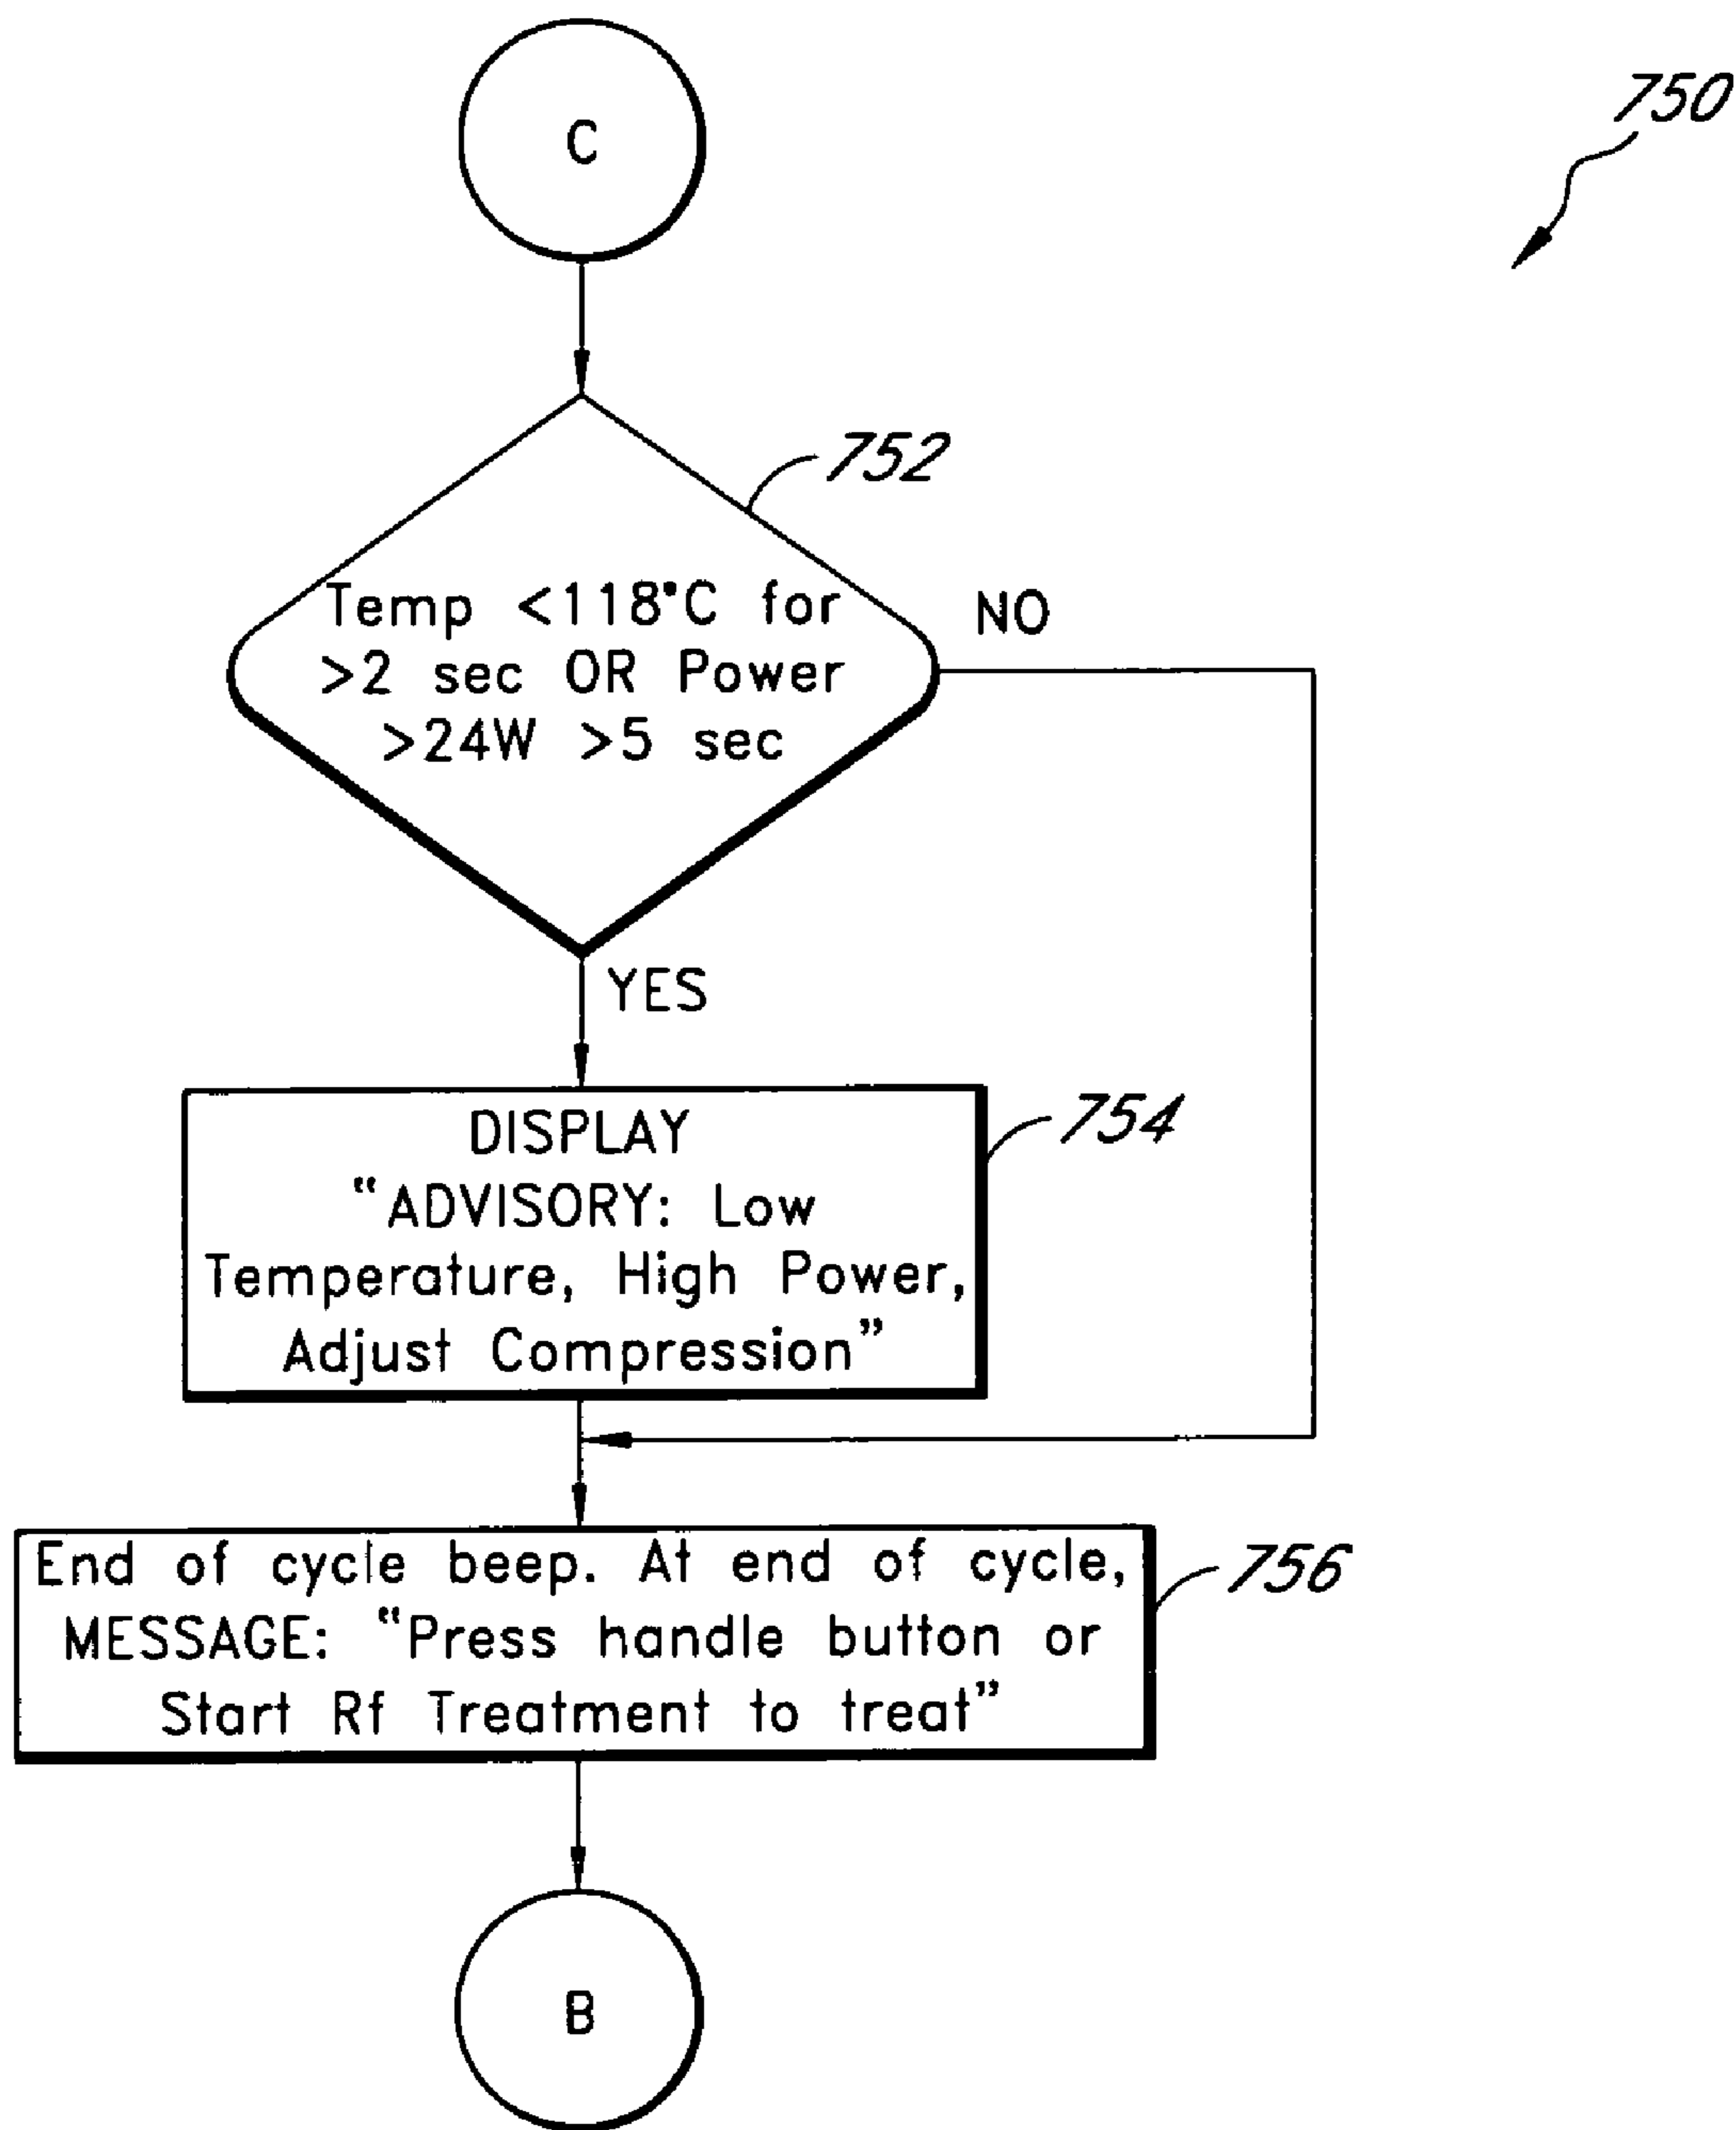 C
750
752
Temp <118°C for
>2 sec OR Power
>24W >5 sec
NO
YES
754
DISPLAY
“ADVISORY: Low
Temperature, High Power,
Adjust Compression”
756
End of cycle beep. At end of cycle,
MESSAGE: “Press handle button or
Start Rf Treatment to treat”
B